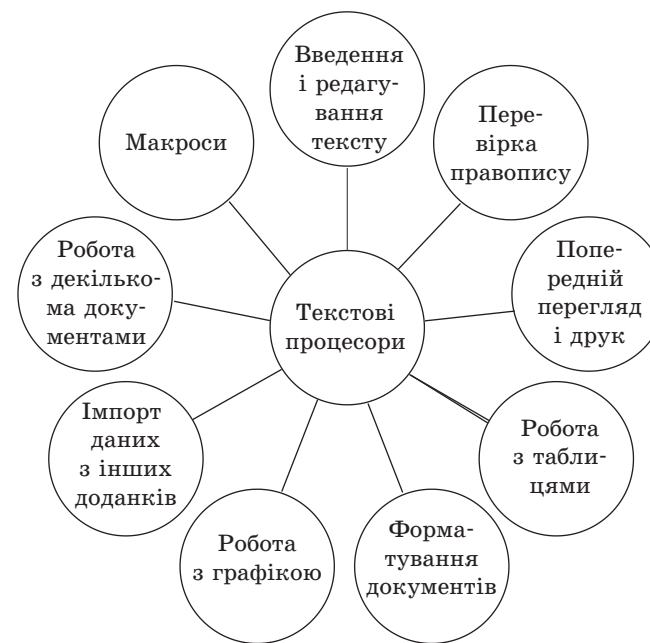 Введення
і редагу-
вання
тексту
Пере-
вірка
правопису
Попе-
редній
перегляд
і друк
Робота
з табли-
цями
Форма-
тування
документів
Робота
з графікою
Імпорт
даних
з інших
доданків
Робота
з декілько-
ма доку-
ментами
Макроси
Текстові
процесори